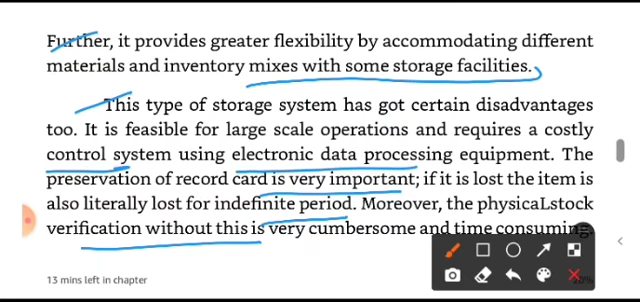 Further, it provides greater flexibility by accommodating different
materials and inventory mixes with some storage facilities.
This type of storage system has got certain disadvantages
too. It is feasible for large scale operations and requires a costly
control system using electronic data processing equipment. The
preservation of record card is very important; if it is lost the item is
also literally lost for indefinite period. Moreover, the physicaLstock
verification without this is very cumbersome and time consuming.
13 mins left in chapter